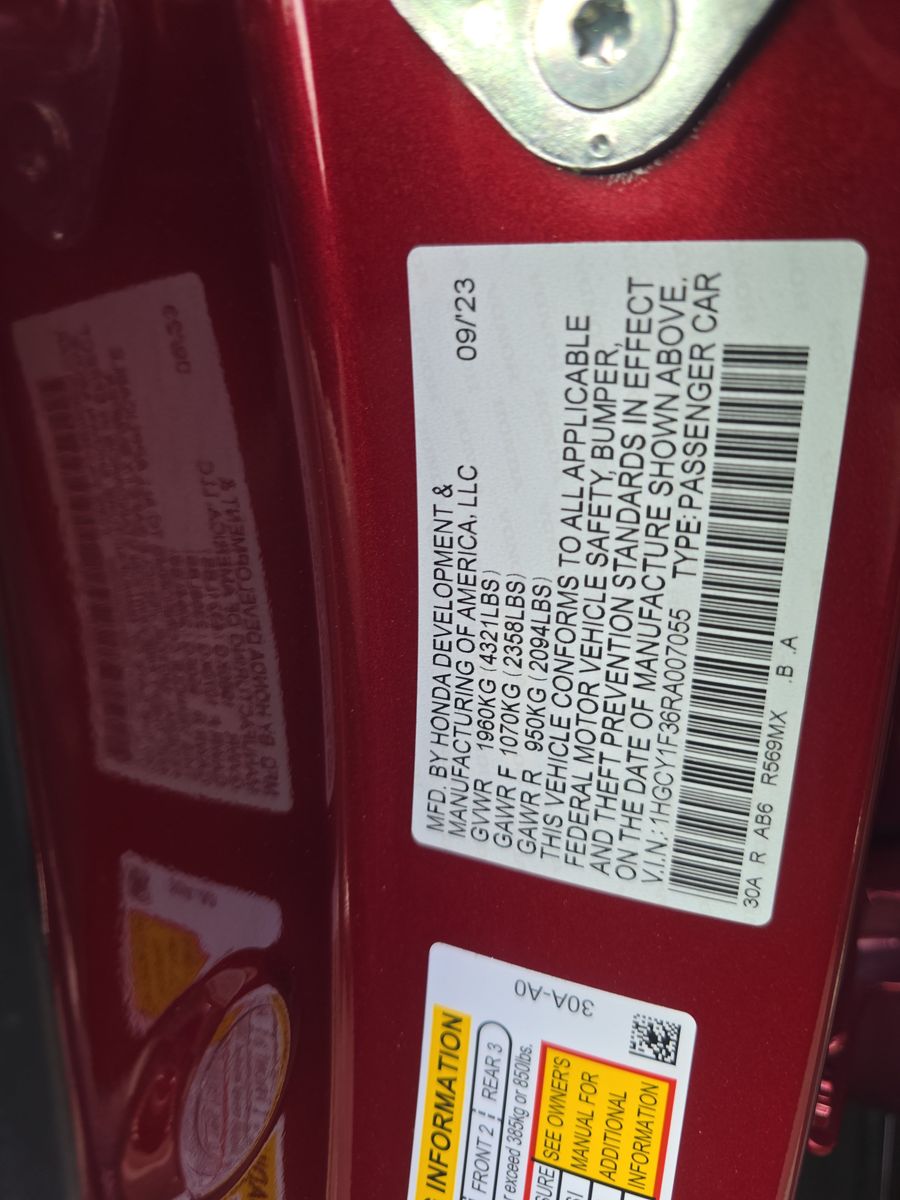 MFD. BY HONDA DEVELOPMENT &
MANUFACTURING OF AMERICA, LLC 09/'23
GVWR 1960KG (4321LBS)
GAWR F 1070KG (2358LBS)
GAWR R 950KG (2094LBS)
THIS VEHICLE CONFORMS TO ALL APPLICABLE
FEDERAL MOTOR VEHICLE SAFETY, BUMPER,
AND THEFT PREVENTION STANDARDS IN EFFECT
ON THE DATE OF MANUFACTURE SHOWN ABOVE.
V.I.N.: 1HGCY1F36RA007055 TYPE: PASSENGER CAR
30A R AB6 R569MX .B .A
INFORMATION
FRONT 2 REAR 3
exceed 385kg or 850lbs.
SEE OWNER'S
MANUAL FOR
ADDITIONAL
INFORMATION
30A-A0